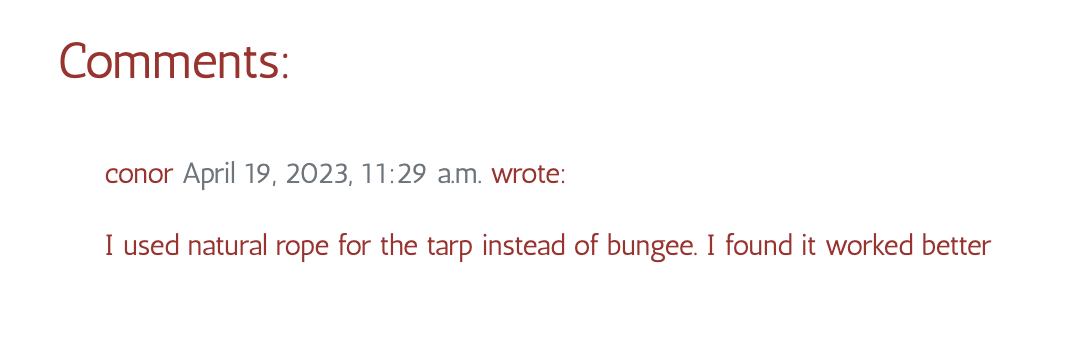 Comments:
conor April 19, 2023, 11:29 a.m. wrote:
I used natural rope for the tarp instead of bungee. I found it worked better